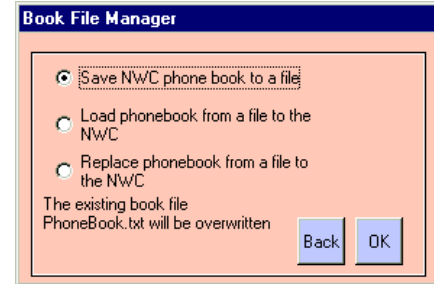 Book File Manager
Save NWC phone book to a file
Load phonebook from a file to the
NWC
Replace phonebook from a file to
the NWC
The existing book file
PhoneBook.txt will be overwritten
Back
OK